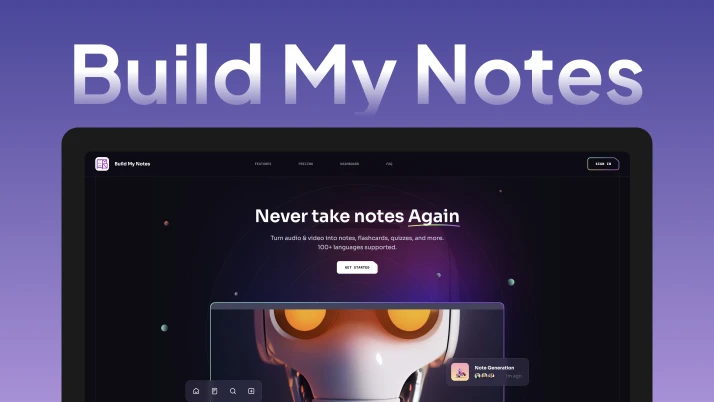 Build My Notes
Build My Notes
FEATURES
PRICING
DASHBOARD
FAQ
SIGN IN
Never take notes Again
Turn audio & video into notes, flashcards, quizzes, and more.
100+ languages supported.
GET STARTED
Note Generation
1m ago